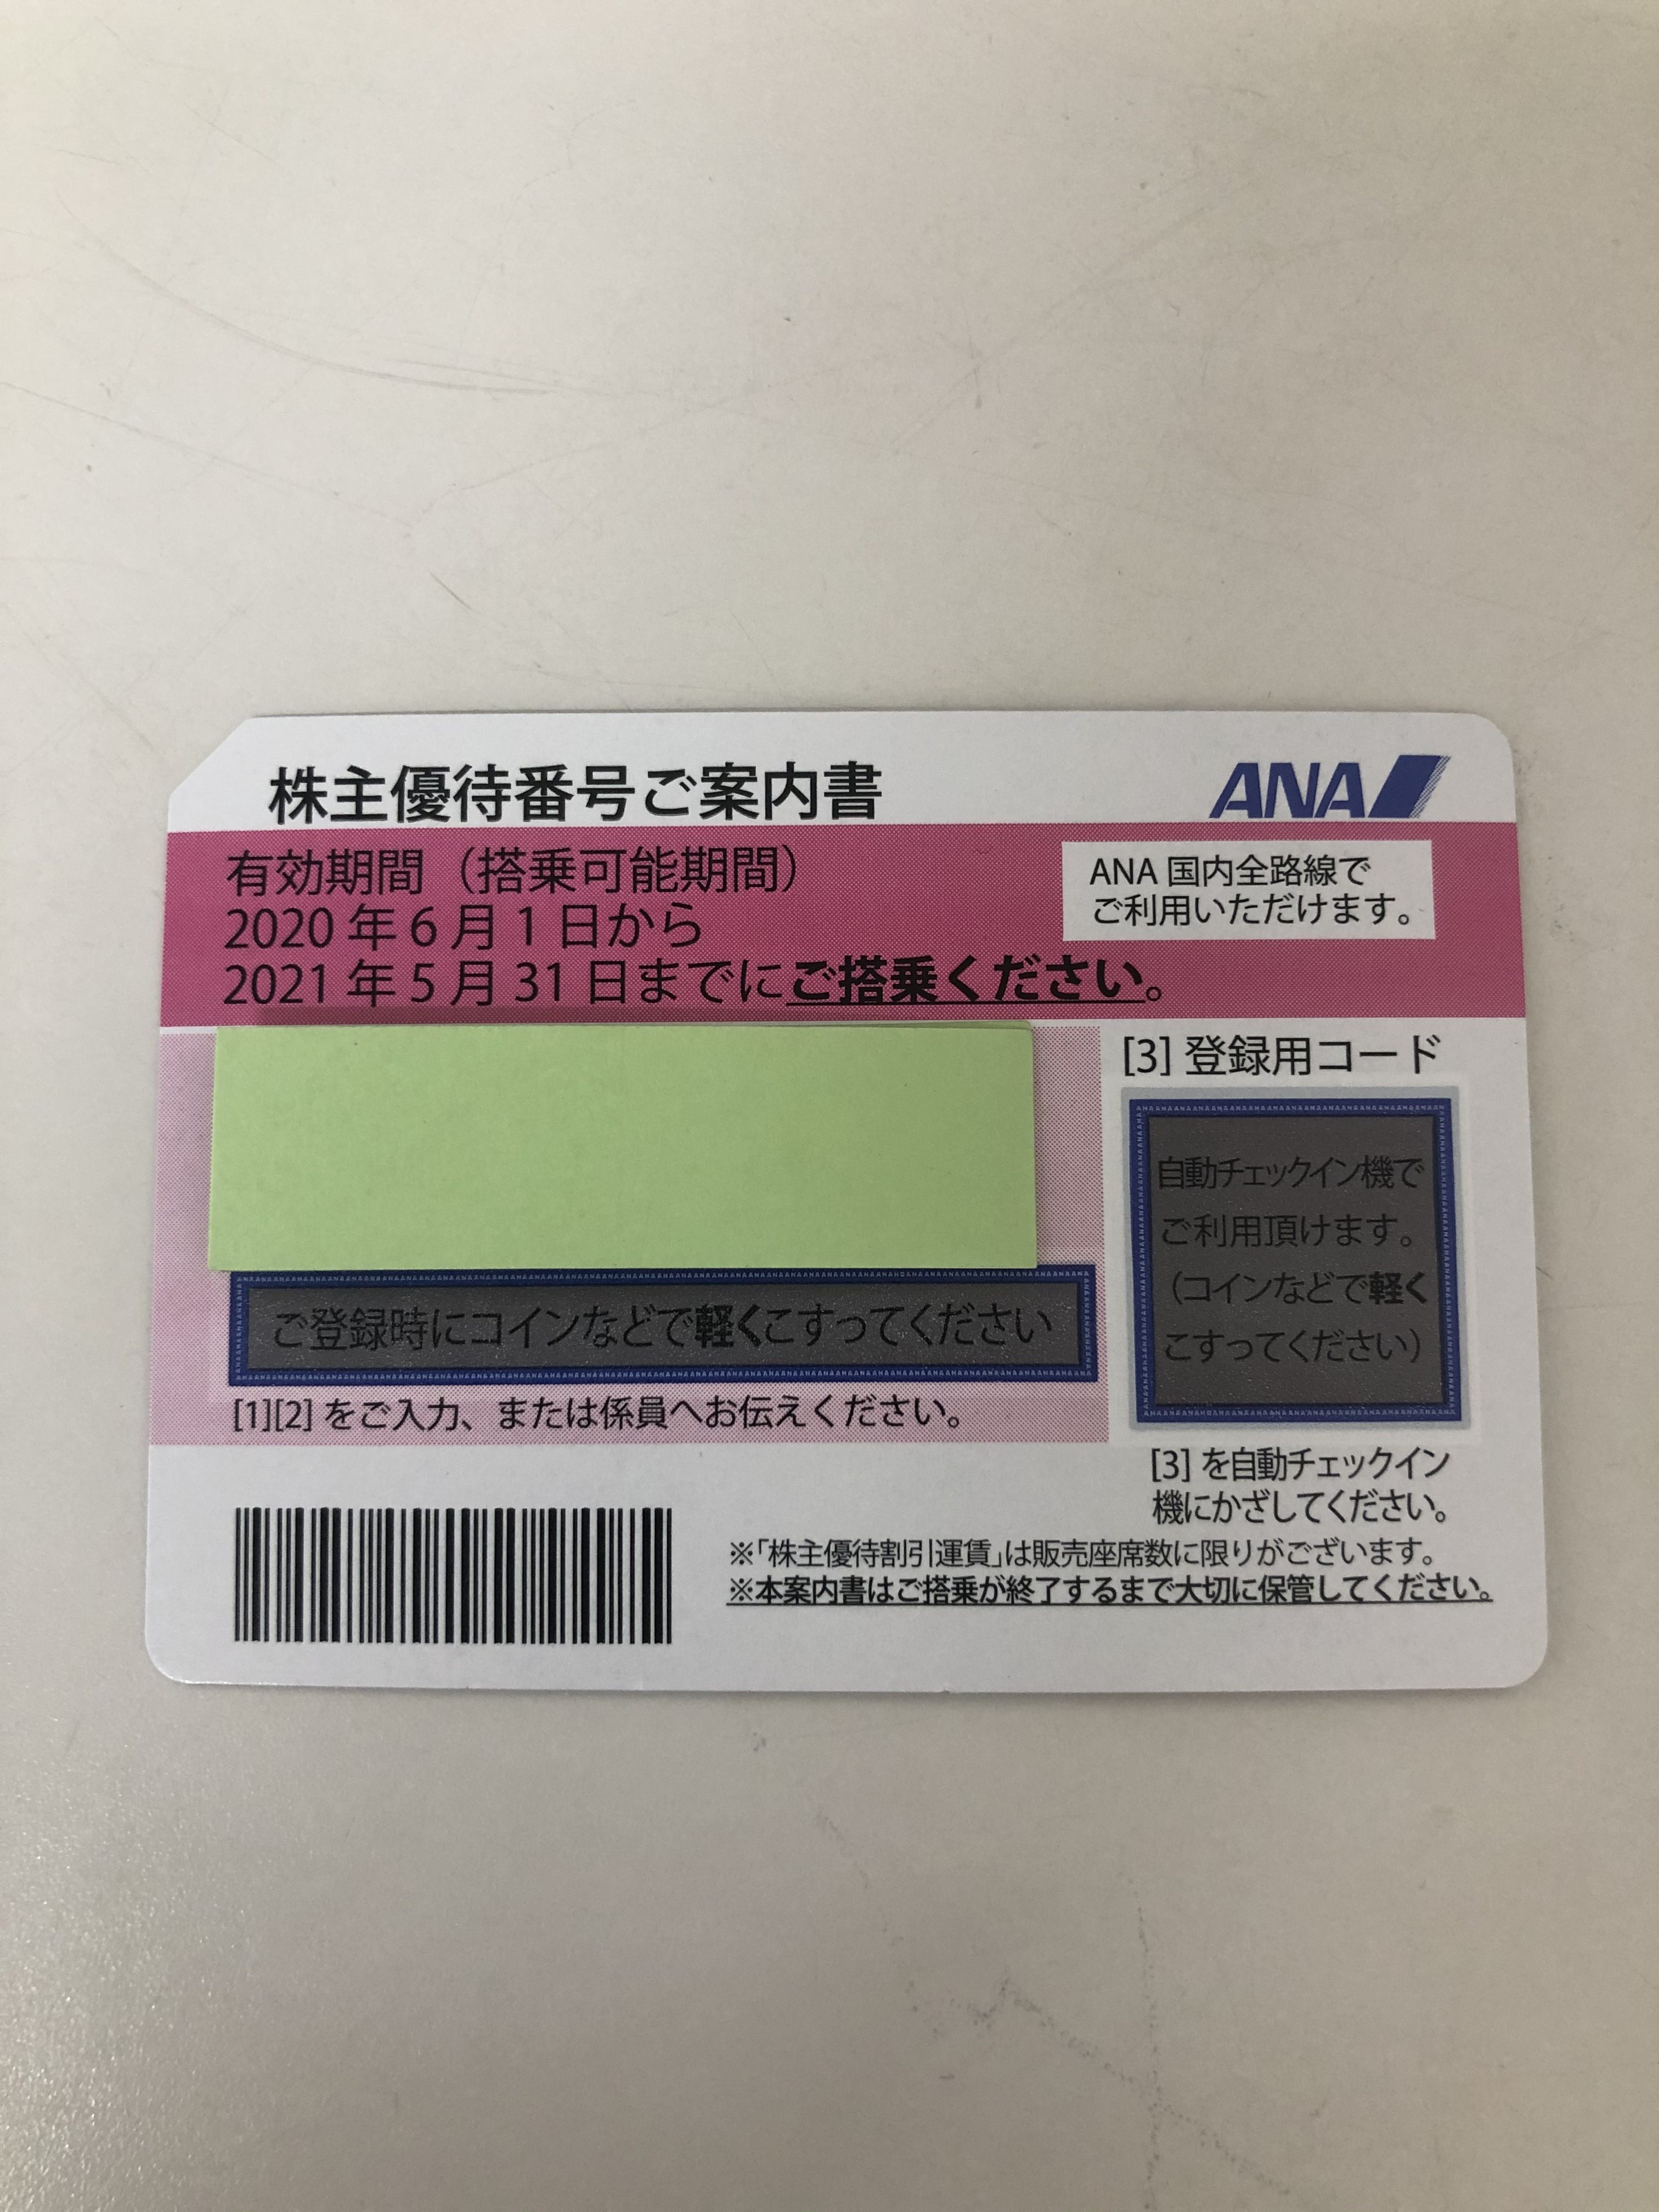 株主優待番号ご案内書
ANA
有効期間（搭乗可能期間）
2020年6月1日から
2021年5月31日までにご搭乗ください。
ANA国内全路線で
ご利用いただけます。
[3] 登録用コード
自動チェックイン機で
ご利用頂けます。
（コインなどで軽く
こすってください）
ご登録時にコインなどで軽くこすってください
[1][2] をご入力、または係員へお伝えください。
[3] を自動チェックイン
機にかざしてください。
※「株主優待割引運賃」は販売座席数に限りがございます。
※本案内書はご搭乗が終了するまで大切に保管してください。